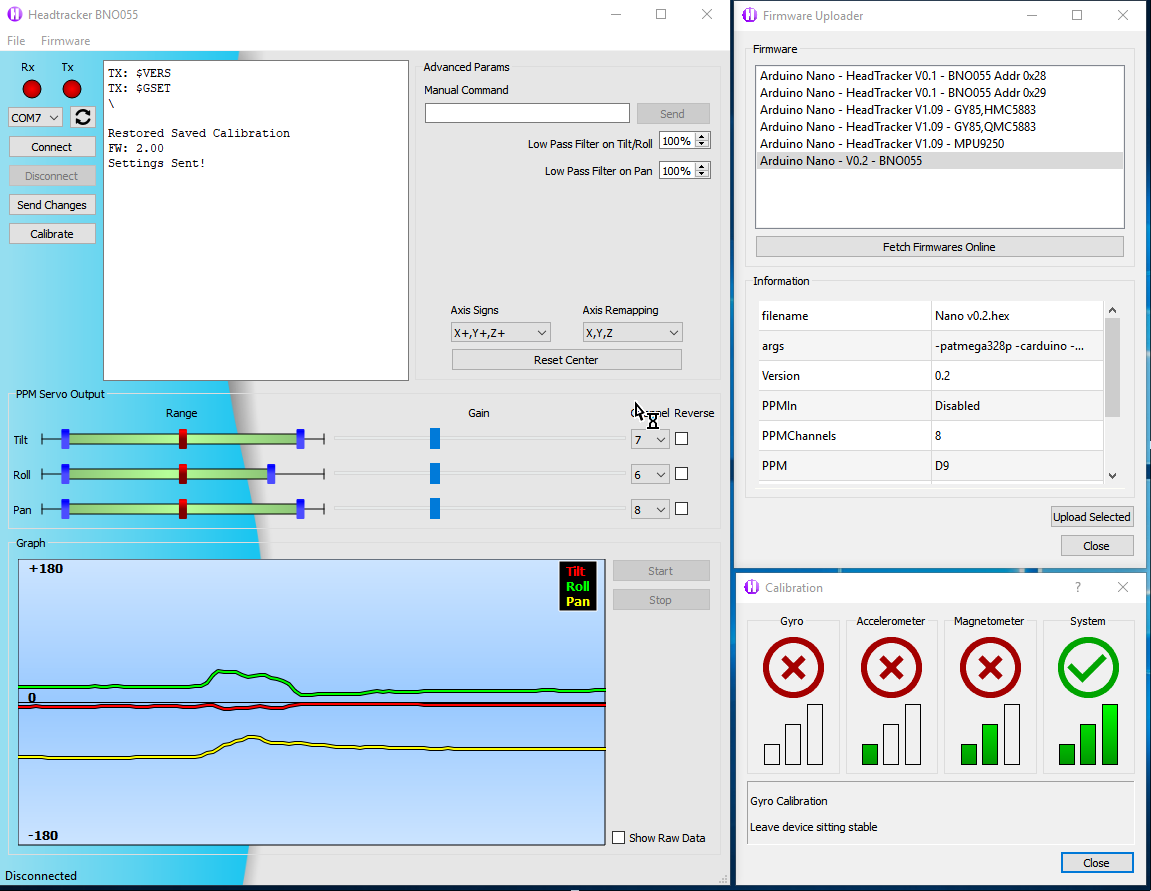 Headtracker BNO055
File Firmware
Rx Tx
COM7
Connect
Disconnect
Send Changes
Calibrate
TX: $VERS
TX: $GSET
\
Restored Saved Calibration
FW: 2.00
Settings Sent!
Advanced Params
Manual Command
Send
Low Pass Filter on Tilt/Roll 100%
Low Pass Filter on Pan 100%
Axis Signs Axis Remapping
X+,Y+,Z+ X,Y,Z
Reset Center
PPM Servo Output
Range Gain Reverse
Tilt 7
Roll 6
Pan 8
Graph
+180
0
-180
Tilt
Roll
Pan
Start
Stop
Show Raw Data
Disconnected
Firmware Uploader
Firmware
Arduino Nano - HeadTracker V0.1 - BNO055 Addr 0x28
Arduino Nano - HeadTracker V0.1 - BNO055 Addr 0x29
Arduino Nano - HeadTracker V1.09 - GY85,HMC5883
Arduino Nano - HeadTracker V1.09 - GY85,QMC5883
Arduino Nano - HeadTracker V1.09 - MPU9250
Arduino Nano - V0.2 - BNO055
Fetch Firmwares Online
Information
filename Nano v0.2.hex
args -patmega328p -carduino -...
Version 0.2
PPMIn Disabled
PPMChannels 8
PPM D9
Upload Selected
Close
Calibration ?
Gyro Accelerometer Magnetometer System
Gyro Calibration
Leave device sitting stable
Close